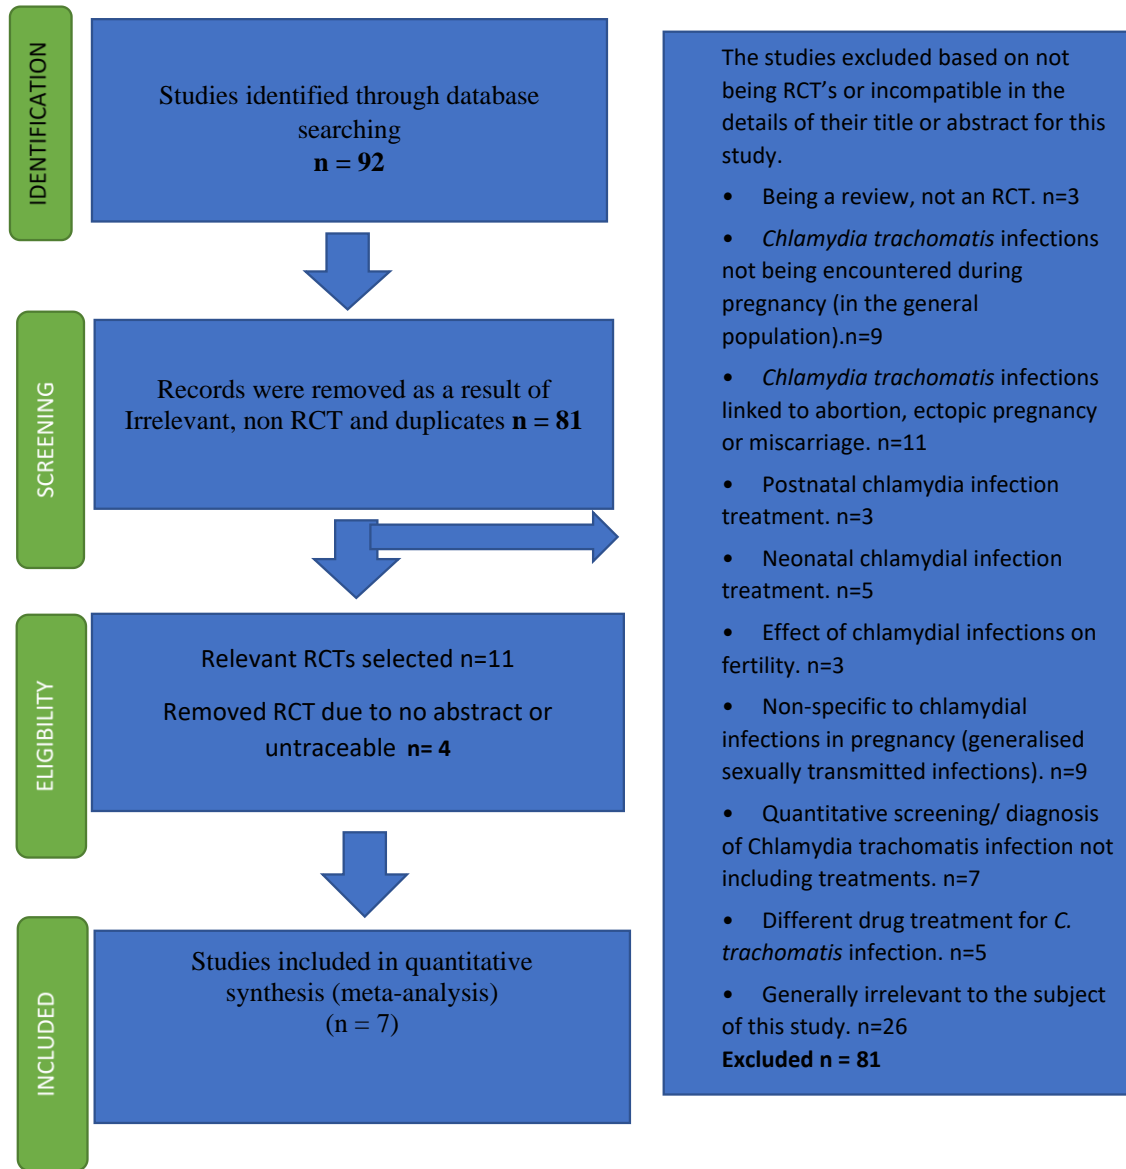 IDENTIFICATION
Studies identified through database
searching
n = 92
SCREENING
Records were removed as a result of
Irrelevant, non RCT and duplicates n = 81
ELIGIBILITY
Relevant RCTs selected n=11
Removed RCT due to no abstract or
untraceable n= 4
INCLUDED
Studies included in quantitative
synthesis (meta-analysis)
(n = 7)
The studies excluded based on not
being RCT’s or incompatible in the
details of their title or abstract for this
study.
• Being a review, not an RCT. n=3
• Chlamydia trachomatis infections
not being encountered during
pregnancy (in the general
population).n=9
• Chlamydia trachomatis infections
linked to abortion, ectopic pregnancy
or miscarriage. n=11
• Postnatal chlamydia infection
treatment. n=3
• Neonatal chlamydial infection
treatment. n=5
• Effect of chlamydial infections on
fertility. n=3
• Non-specific to chlamydial
infections in pregnancy (generalised
sexually transmitted infections). n=9
• Quantitative screening/ diagnosis
of Chlamydia trachomatis infection not
including treatments. n=7
• Different drug treatment for C.
trachomatis infection. n=5
• Generally irrelevant to the subject
of this study. n=26
Excluded n = 81